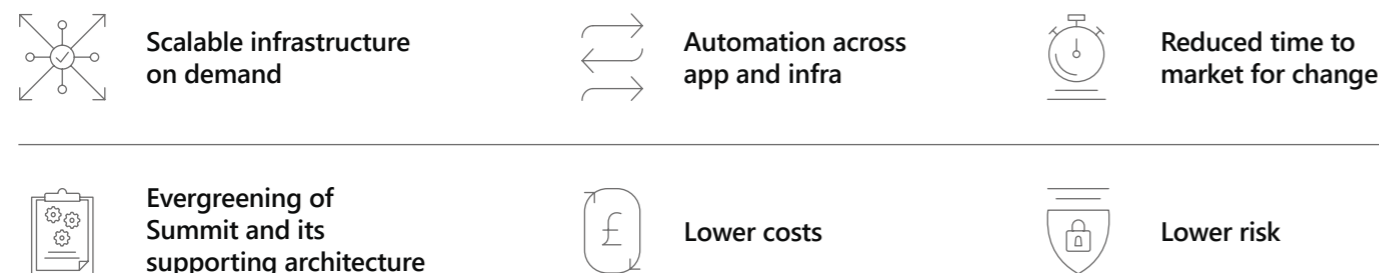 Scalable infrastructure
on demand
Automation across
app and infra
Reduced time to
market for change
Evergreening of
Summit and its
supporting architecture
£
Lower costs
Lower risk